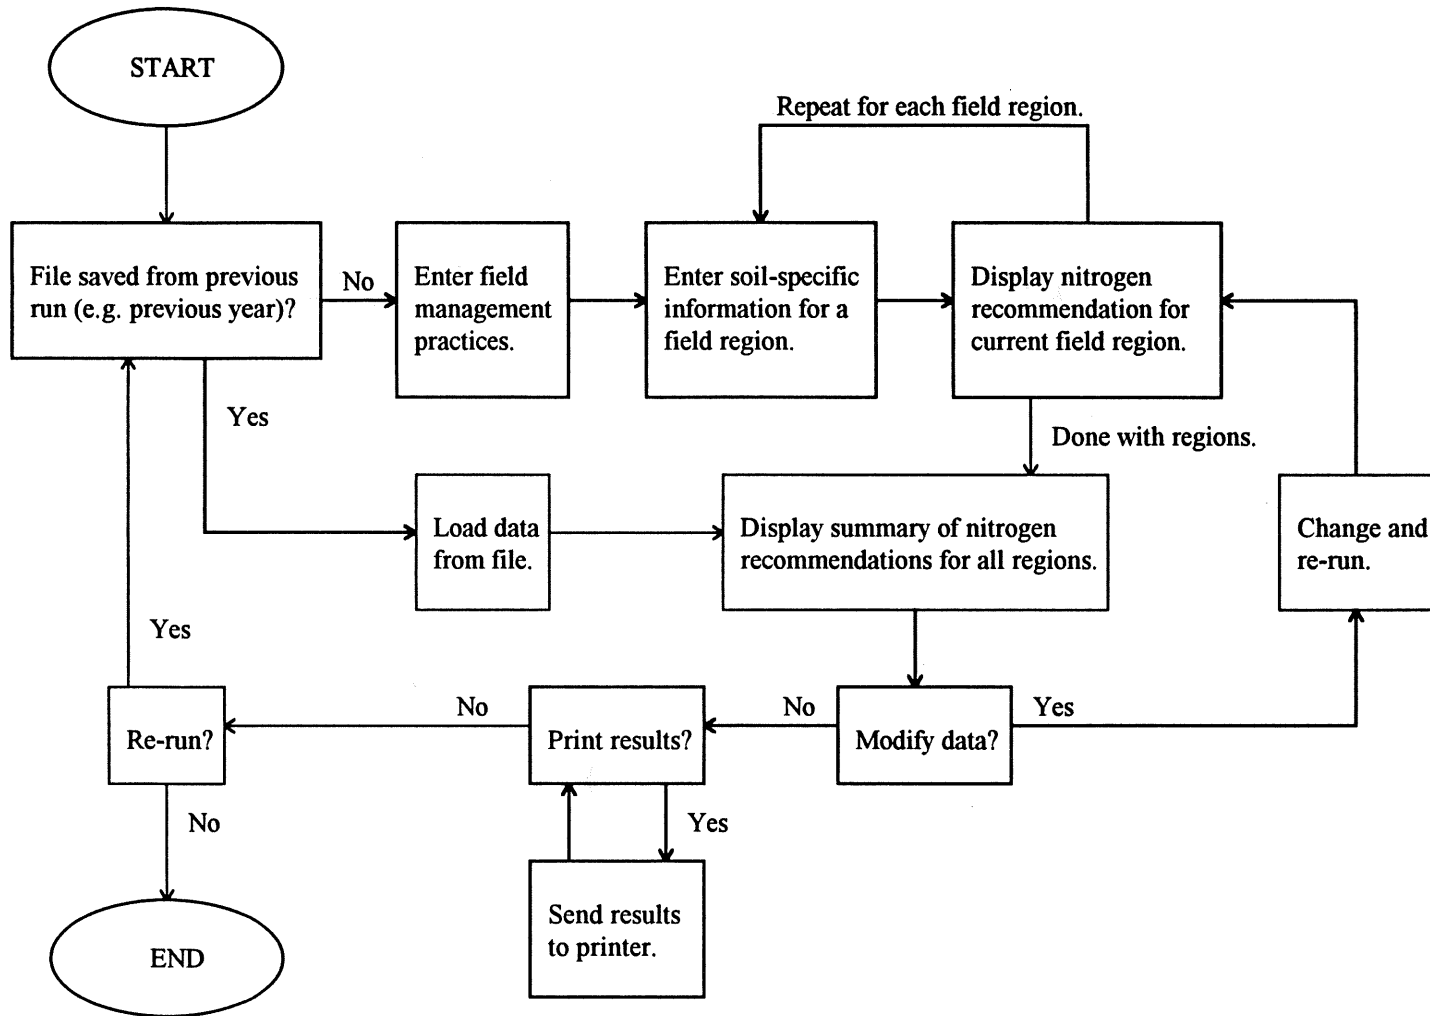 START
Repeat for each field region.
File saved from previous
run (e.g. previous year)?
No
Enter field
management
practices.
Enter soil-specific
information for a
field region.
Display nitrogen
recommendation for
current field region.
Yes
Done with regions.
Load data
from file.
Display summary of nitrogen
recommendations for all regions.
Change and
re-run.
Yes
Re-run?
No
Print results?
No
Modify data?
Yes
No
Yes
Send results
to printer.
END